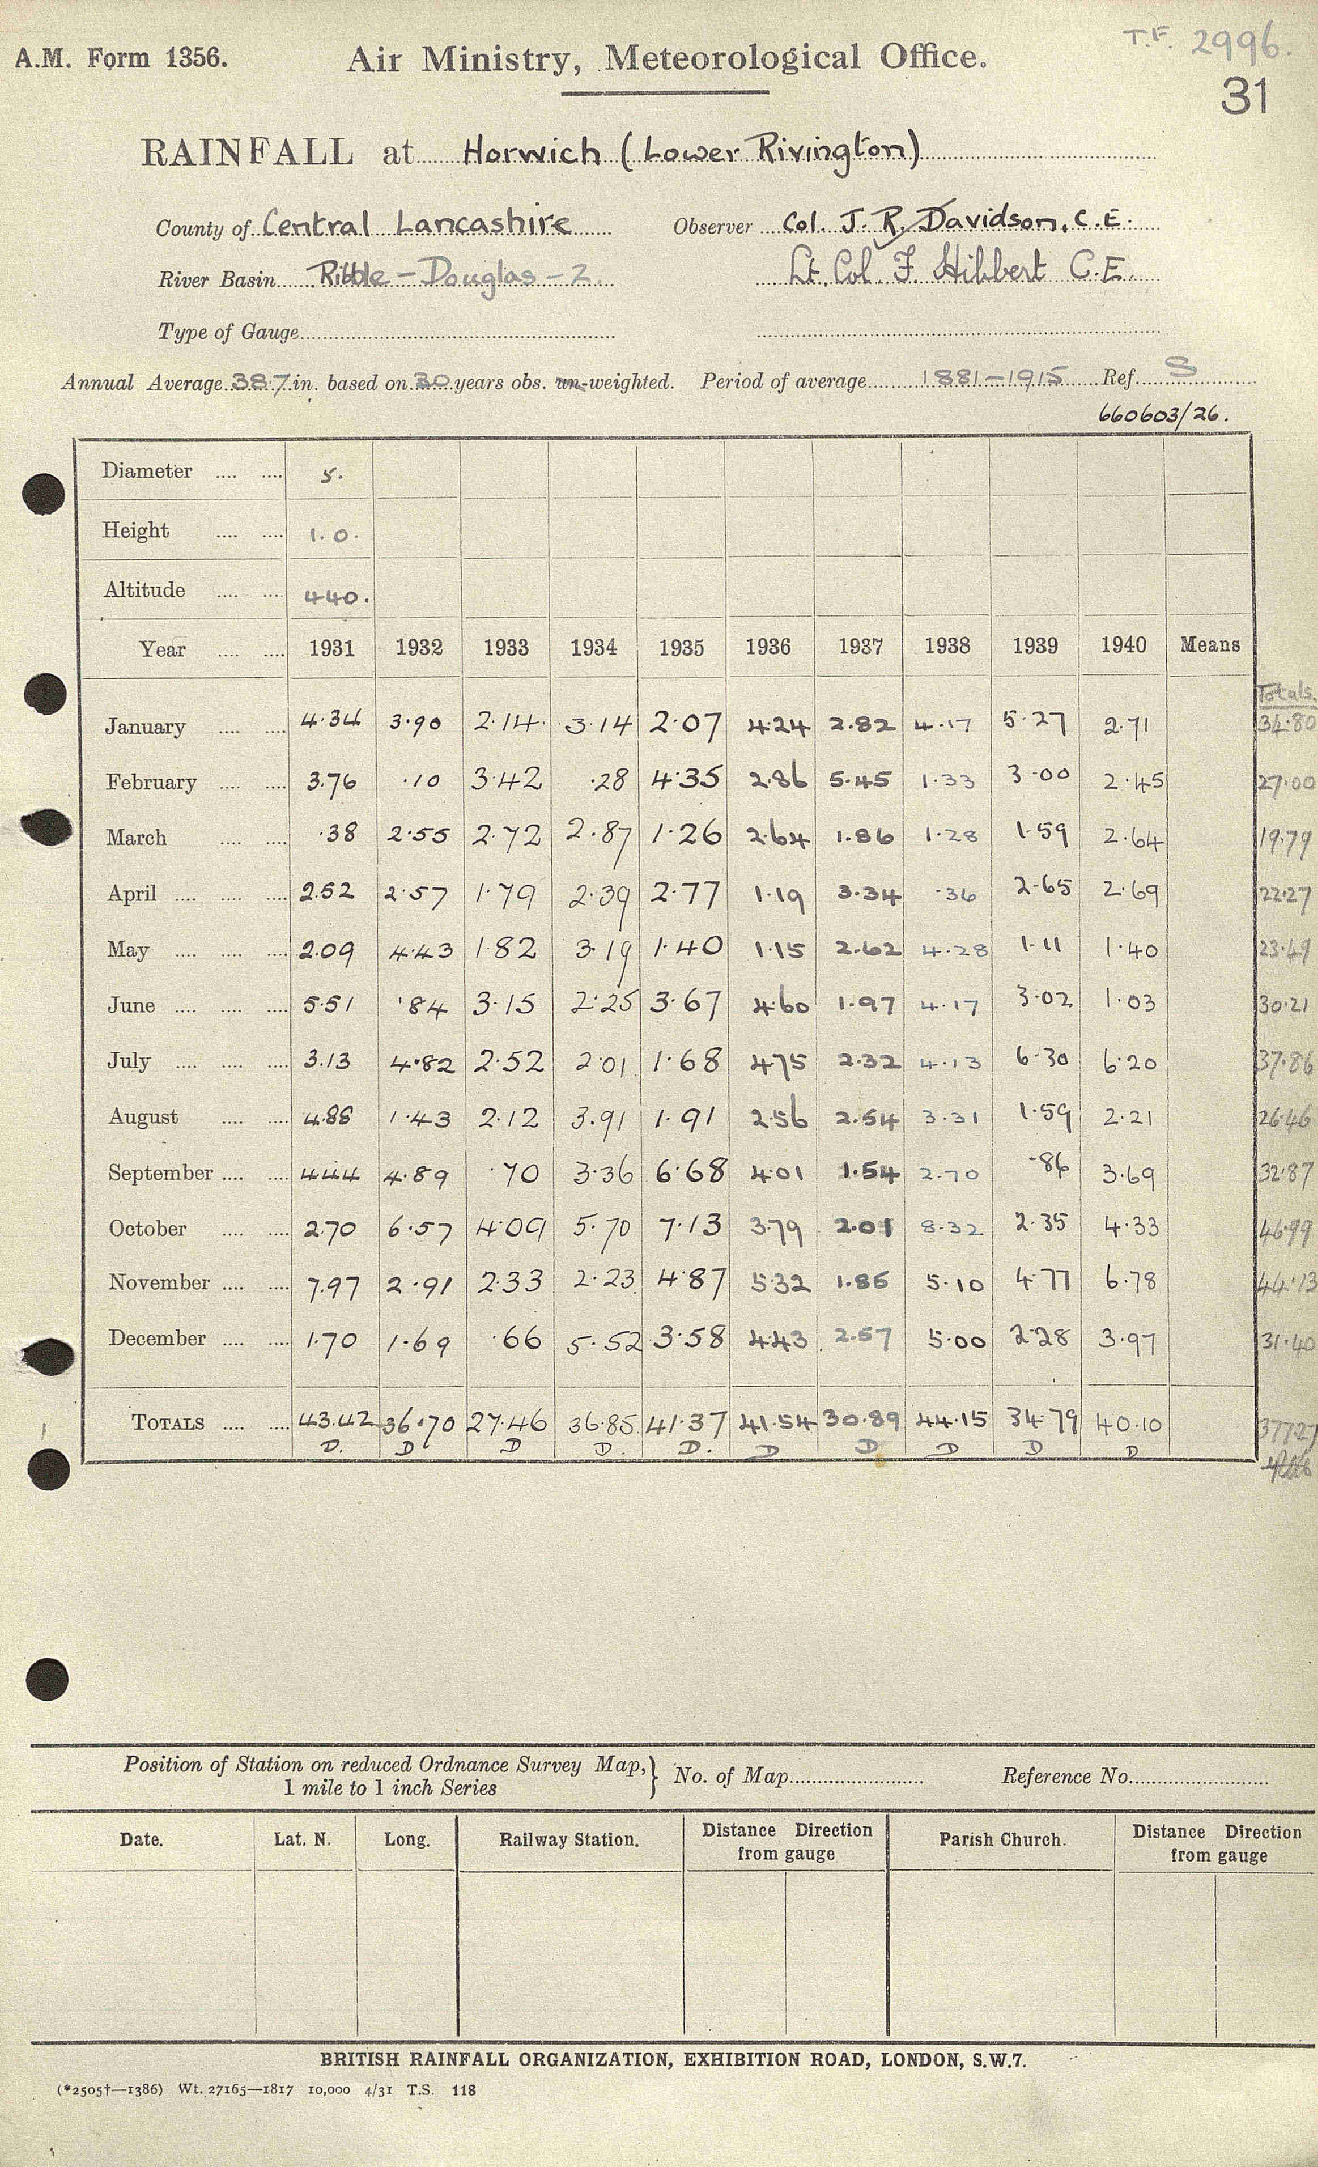 T.F. 2996.
A.M. Form 1356. Air Ministry, Meteorological Office.
31
RAINFALL at Horwich (Lower Rivington)
County of Central Lancashire Observer Col. J. R. Davidson, C.E.
River Basin Ribble - Douglas - 2. Lt. Col. F. Hibbert C.E.
Type of Gauge
Annual Average 38.7 in. based on 30 years obs. un-weighted. Period of average 1881-1915 Ref. S
660603/26.
Diameter 5.
Height 1.0.
Altitude 440.
Year 1931 1932 1933 1934 1935 1936 1937 1938 1939 1940 Means Totals.
January 4.34 3.90 2.14 3.14 2.07 4.24 2.82 4.17 5.27 2.71 34.80
February 3.76 .10 3.42 .28 4.35 2.86 5.45 1.33 3.00 2.45 27.00
March .38 2.55 2.72 2.87 1.26 2.64 1.86 1.28 1.59 2.64 19.79
April 2.52 2.57 1.79 2.39 2.77 1.19 3.34 .36 2.65 2.69 22.27
May 2.09 4.43 1.82 3.19 1.40 1.15 2.62 4.28 1.11 1.40 23.49
June 5.51 .84 3.15 2.25 3.67 4.60 1.97 4.17 3.02 1.03 30.21
July 3.13 4.82 2.52 2.01 1.68 4.75 2.32 4.13 6.30 6.20 37.86
August 4.88 1.43 2.12 3.91 1.91 2.56 2.54 3.31 1.59 2.21 26.46
September 4.44 4.89 .70 3.36 6.68 4.01 1.54 2.70 .86 3.69 32.87
October 2.70 6.57 4.09 5.70 7.13 3.79 2.01 8.32 2.35 4.33 46.99
November 7.97 2.91 2.33 2.23 4.87 5.32 1.85 5.10 4.77 6.78 44.13
December 1.70 1.69 .66 5.52 3.58 4.43 2.57 5.00 2.28 3.97 31.40
TOTALS 43.42 36.70 27.46 36.85 41.37 41.54 30.89 44.15 34.79 40.10 377.27
D. D D D. D. D D D D D
Position of Station on reduced Ordnance Survey Map, } No. of Map Reference No.
1 mile to 1 inch Series
Date. Lat. N. Long. Railway Station. Distance Direction from gauge Parish Church. Distance Direction from gauge
BRITISH RAINFALL ORGANIZATION, EXHIBITION ROAD, LONDON, S.W.7.
(*2505†—1386) Wt. 27165—1817 10,000 4/31 T.S. 118